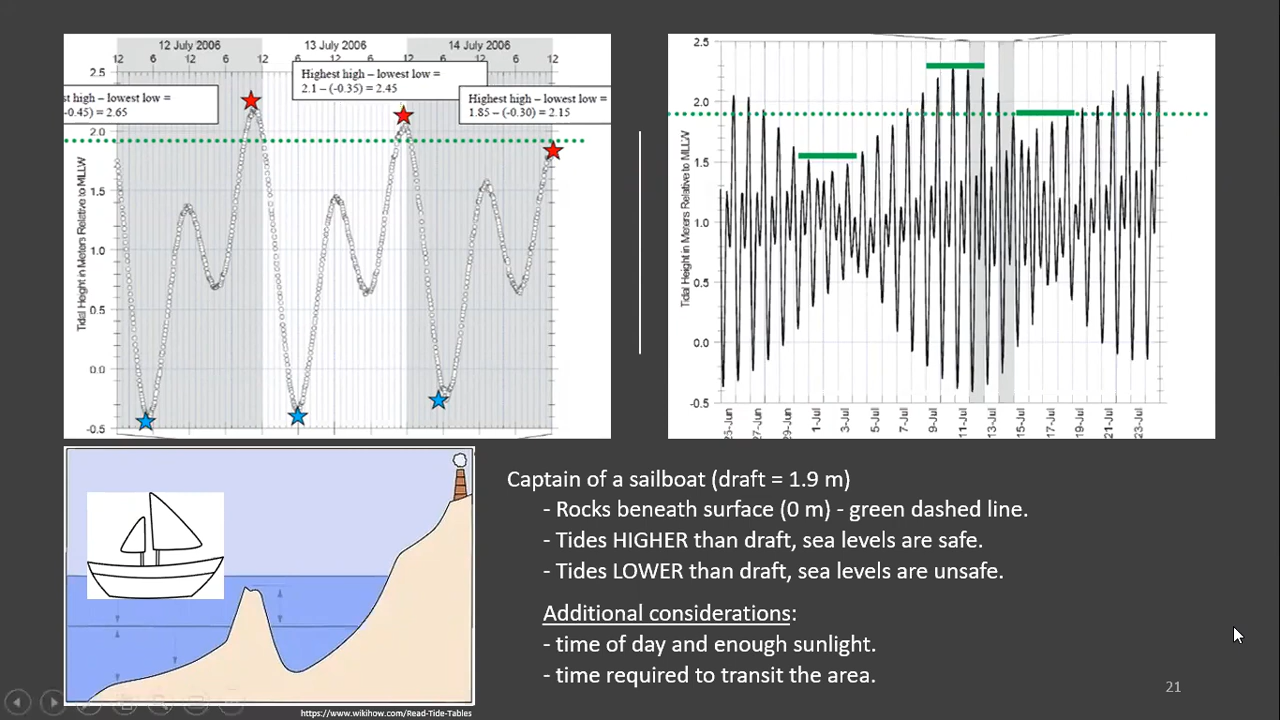 12 July 2006 13 July 2006 14 July 2006
12 6 12 6 12 6 12 6 12 6 12 6 12
st high – lowest low =
-0.45) = 2.65
Highest high – lowest low =
2.1 – (-0.35) = 2.45
Highest high – lowest low =
1.85 – (-0.30) = 2.15
Tidal Height in Meters Relative to MLLW
2.5
2.0
1.5
1.0
0.5
0.0
-0.5
Tidal Height in Meters Relative to MLLW
2.5
2.0
1.5
1.0
0.5
0.0
-0.5
25-Jun 27-Jun 29-Jun 1-Jul 3-Jul 5-Jul 7-Jul 9-Jul 11-Jul 13-Jul 15-Jul 17-Jul 19-Jul 21-Jul 23-Jul
Captain of a sailboat (draft = 1.9 m)
- Rocks beneath surface (0 m) - green dashed line.
- Tides HIGHER than draft, sea levels are safe.
- Tides LOWER than draft, sea levels are unsafe.
Additional considerations:
- time of day and enough sunlight.
- time required to transit the area.
21
https://www.wikihow.com/Read-Tide-Tables